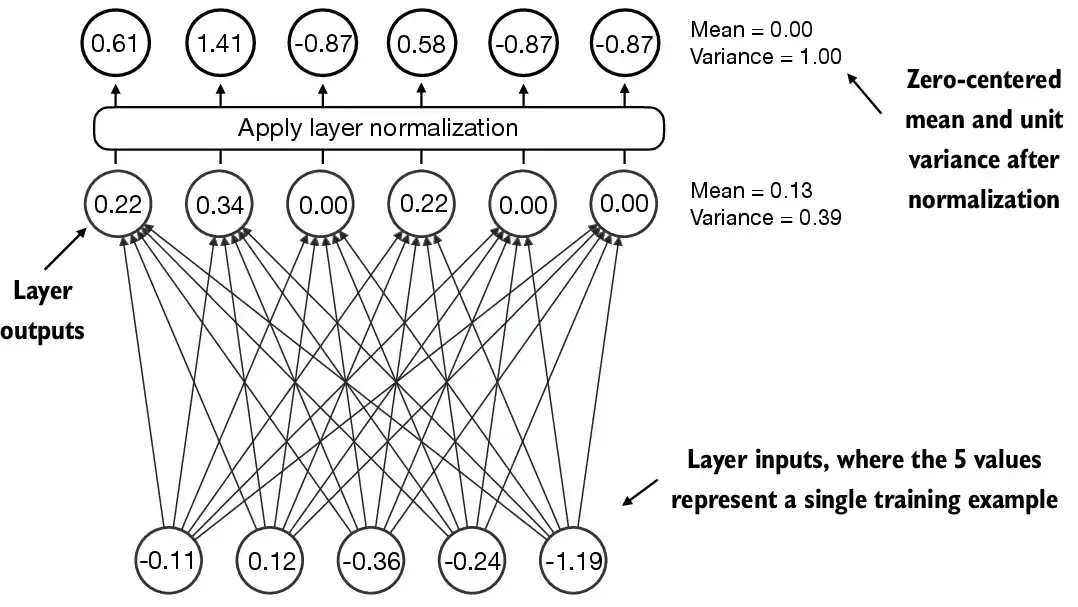 0.61 1.41 -0.87 0.58 -0.87 -0.87
Mean = 0.00
Variance = 1.00
Zero-centered
mean and unit
variance after
normalization
Apply layer normalization
0.22 0.34 0.00 0.22 0.00 0.00
Mean = 0.13
Variance = 0.39
Layer
outputs
Layer inputs, where the 5 values
represent a single training example
-0.11 0.12 -0.36 -0.24 -1.19